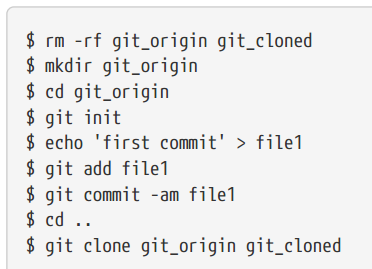 $ rm -rf git_origin git_cloned
$ mkdir git_origin
$ cd git_origin
$ git init
$ echo 'first commit' > file1
$ git add file1
$ git commit -am file1
$ cd ..
$ git clone git_origin git_cloned